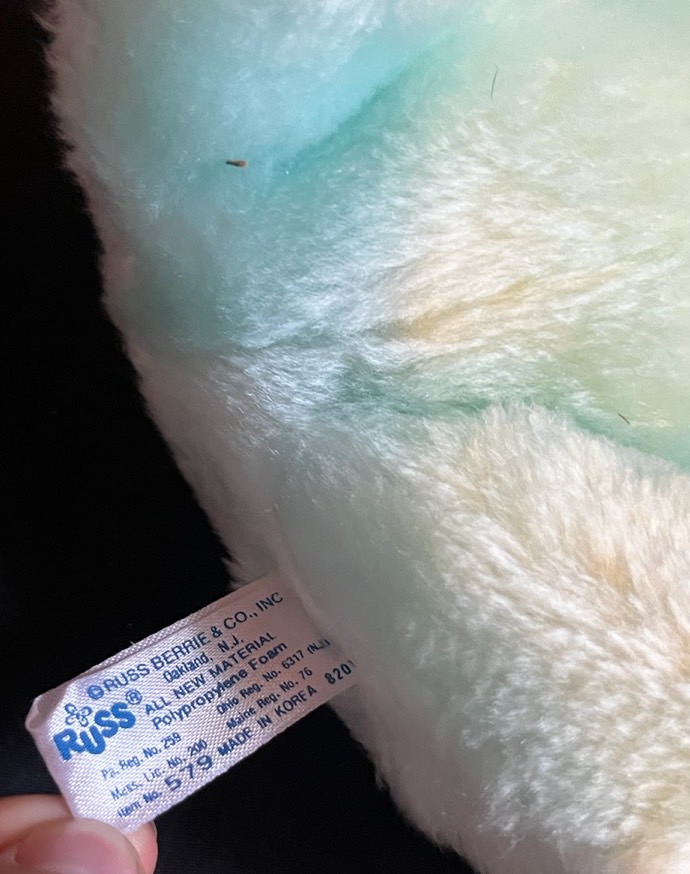 ©RUSS BERRIE & CO., INC
Oakland, N.J.
RUSS®
ALL NEW MATERIAL
Polypropylene Foam
Pa. Reg. No. 259
Ohio Reg. No. 6317 (N.J.)
Mass. Lic. No. 200
Maine Reg. No. 76
Item No. 579 MADE IN KOREA 8201